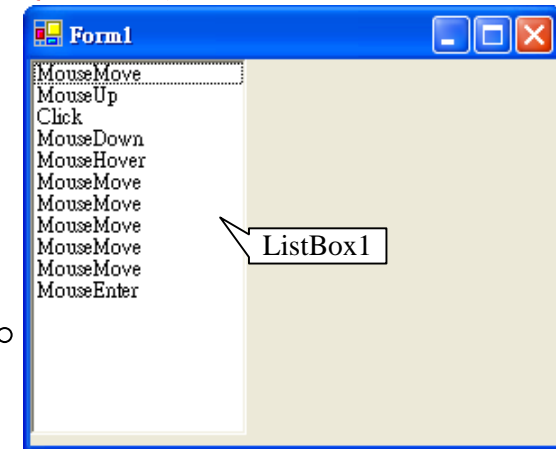 Form1
MouseMove
MouseUp
Click
MouseDown
MouseHover
MouseMove
MouseMove
MouseMove
MouseMove
MouseMove
MouseEnter
ListBox1